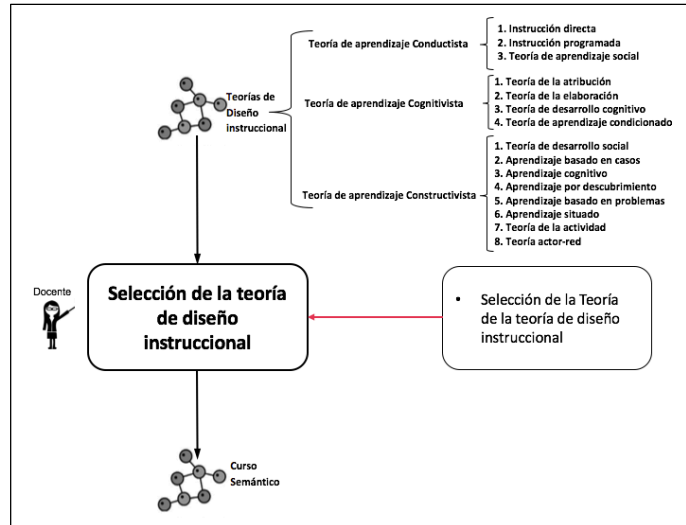 Teorías de
Diseño
instruccional
Teoría de aprendizaje Conductista
1. Instrucción directa
2. Instrucción programada
3. Teoría de aprendizaje social
Teoría de aprendizaje Cognitivista
1. Teoría de la atribución
2. Teoría de la elaboración
3. Teoría de desarrollo cognitivo
4. Teoría de aprendizaje condicionado
Teoría de aprendizaje Constructivista
1. Teoría de desarrollo social
2. Aprendizaje basado en casos
3. Aprendizaje cognitivo
4. Aprendizaje por descubrimiento
5. Aprendizaje basado en problemas
6. Aprendizaje situado
7. Teoría de la actividad
8. Teoría actor-red
Docente
Selección de la teoría
de diseño
instruccional
• Selección de la Teoría
de la teoría de diseño
instruccional
Curso
Semántico